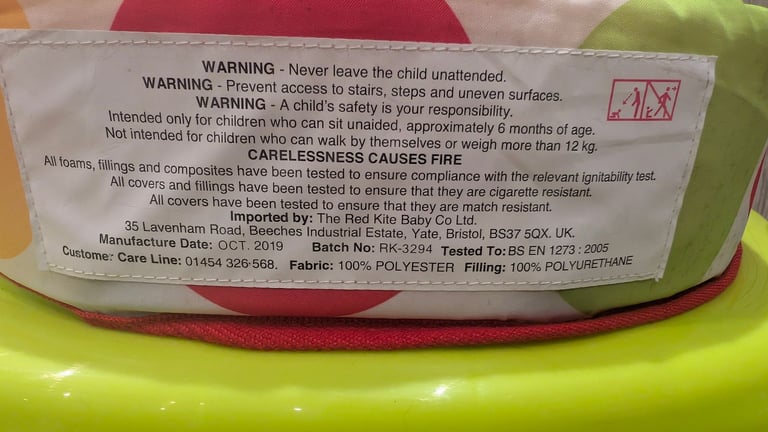 WARNING - Never leave the child unattended.
WARNING - Prevent access to stairs, steps and uneven surfaces.
WARNING - A child's safety is your responsibility.
Intended only for children who can sit unaided, approximately 6 months of age.
Not intended for children who can walk by themselves or weigh more than 12 kg.
CARELESSNESS CAUSES FIRE
All foams, fillings and composites have been tested to ensure compliance with the relevant ignitability test.
All covers and fillings have been tested to ensure that they are cigarette resistant.
All covers have been tested to ensure that they are match resistant.
Imported by: The Red Kite Baby Co Ltd.
35 Lavenham Road, Beeches Industrial Estate, Yate, Bristol, BS37 5QX. UK.
Manufacture Date: OCT. 2019 Batch No: RK-3294 Tested To: BS EN 1273 : 2005
Customer Care Line: 01454 326 568. Fabric: 100% POLYESTER Filling: 100% POLYURETHANE